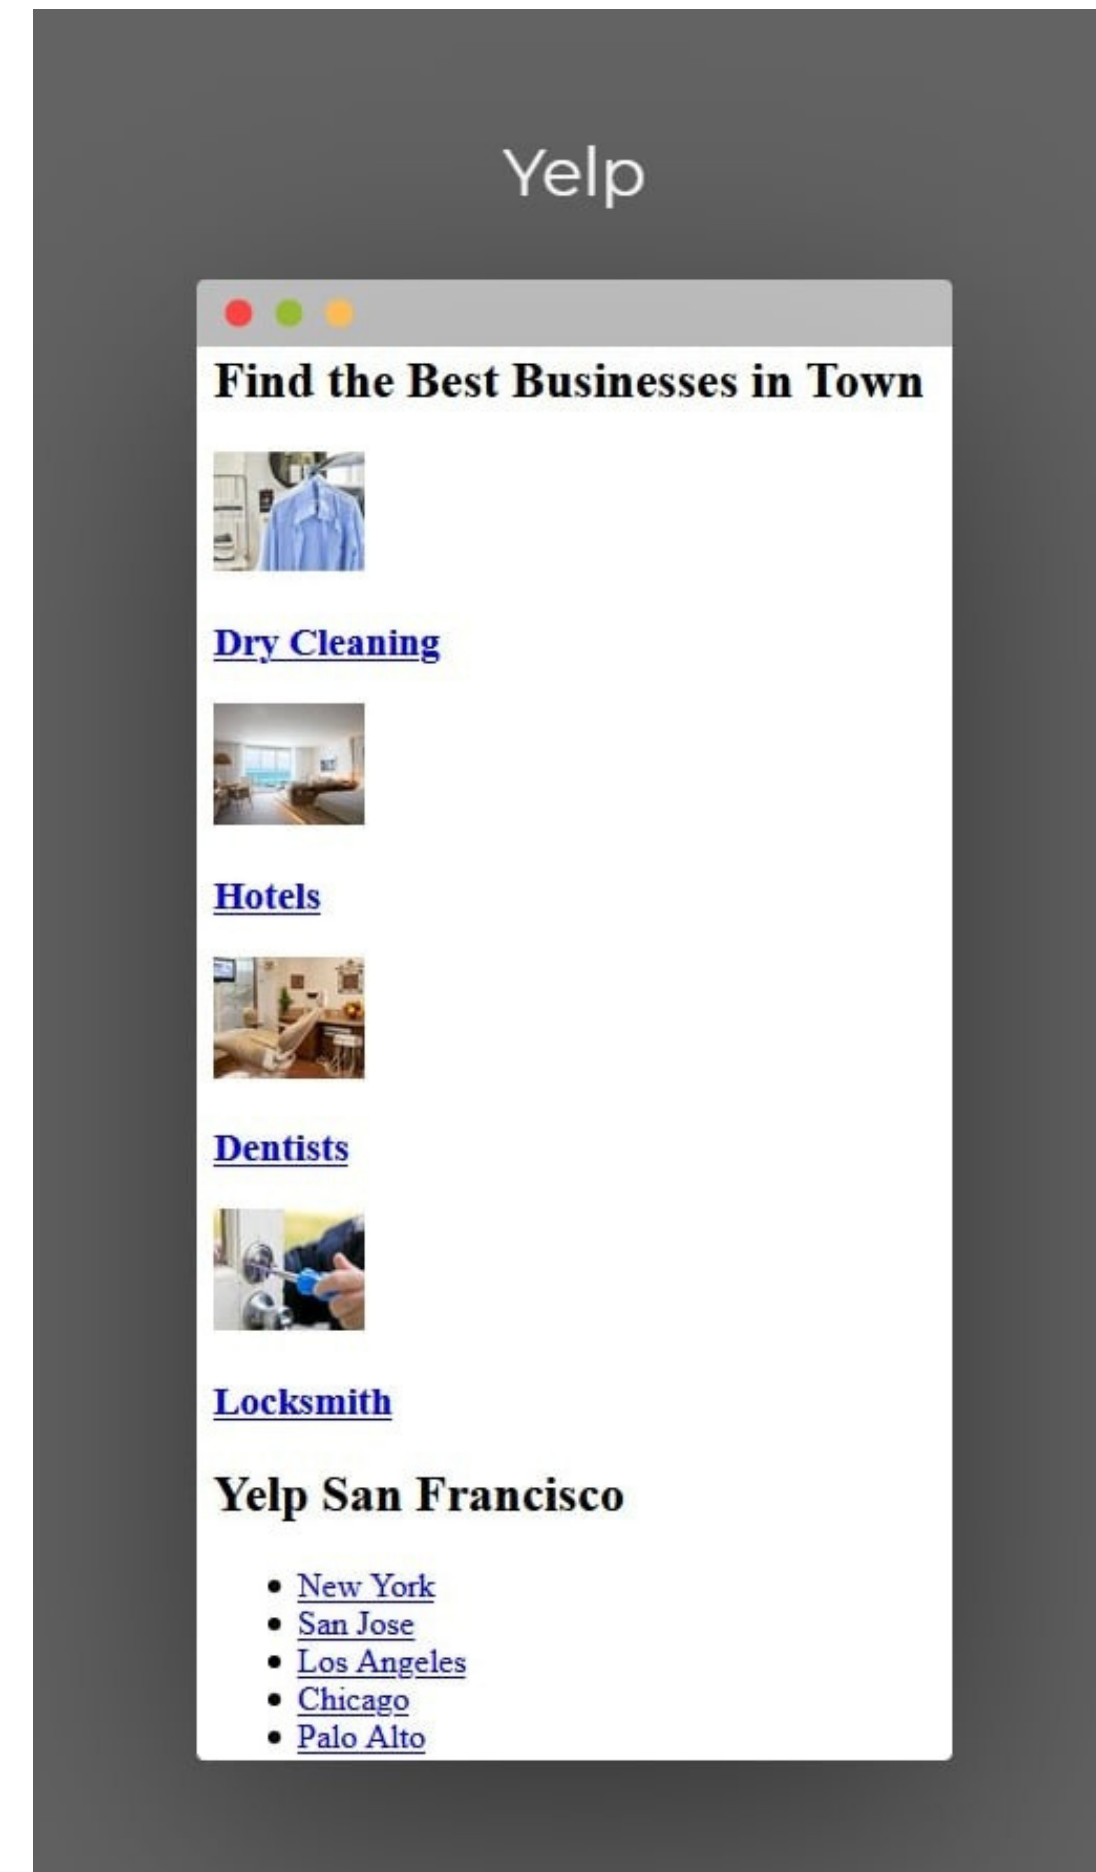 Yelp
Find the Best Businesses in Town
Dry Cleaning
Hotels
Dentists
Locksmith
Yelp San Francisco
New York
San Jose
Los Angeles
Chicago
Palo Alto